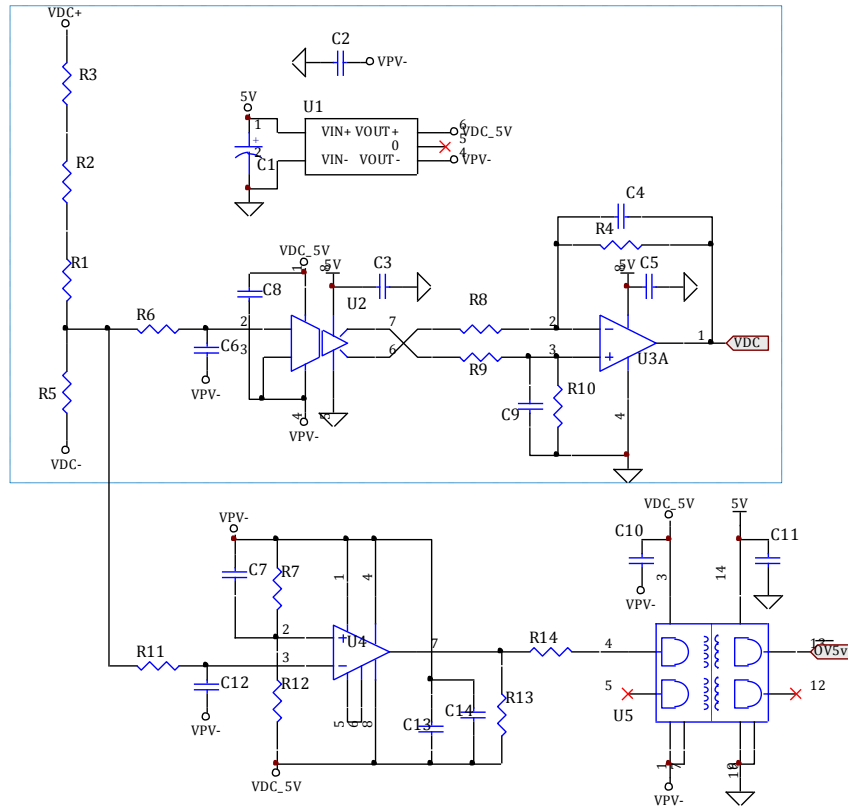 VDC+
C2
VPV-
R3
5V
U1
1
VIN+ VOUT+
6
VDC_5V
+
0
5
2
C1
VIN- VOUT-
4
VPV-
R2
C4
R4
R1
VDC_5V
1
8
5V
C3
8
5V
C5
C8
U2
R6
2
7
R8
2
−
1
VDC
C6
3
6
R9
3
+
U3A
VPV-
R5
R10
C9
4
4
5
VPV-
VDC-
VPV-
VDC_5V
5V
C10
C11
C7
R7
1
4
3
14
VPV-
2
+
U4
7
R14
4
13
OV5v
R11
3
−
C12
R12
R13
5
12
VPV-
5
6
8
C13
C14
U5
VDC_5V
1
7
VPV-